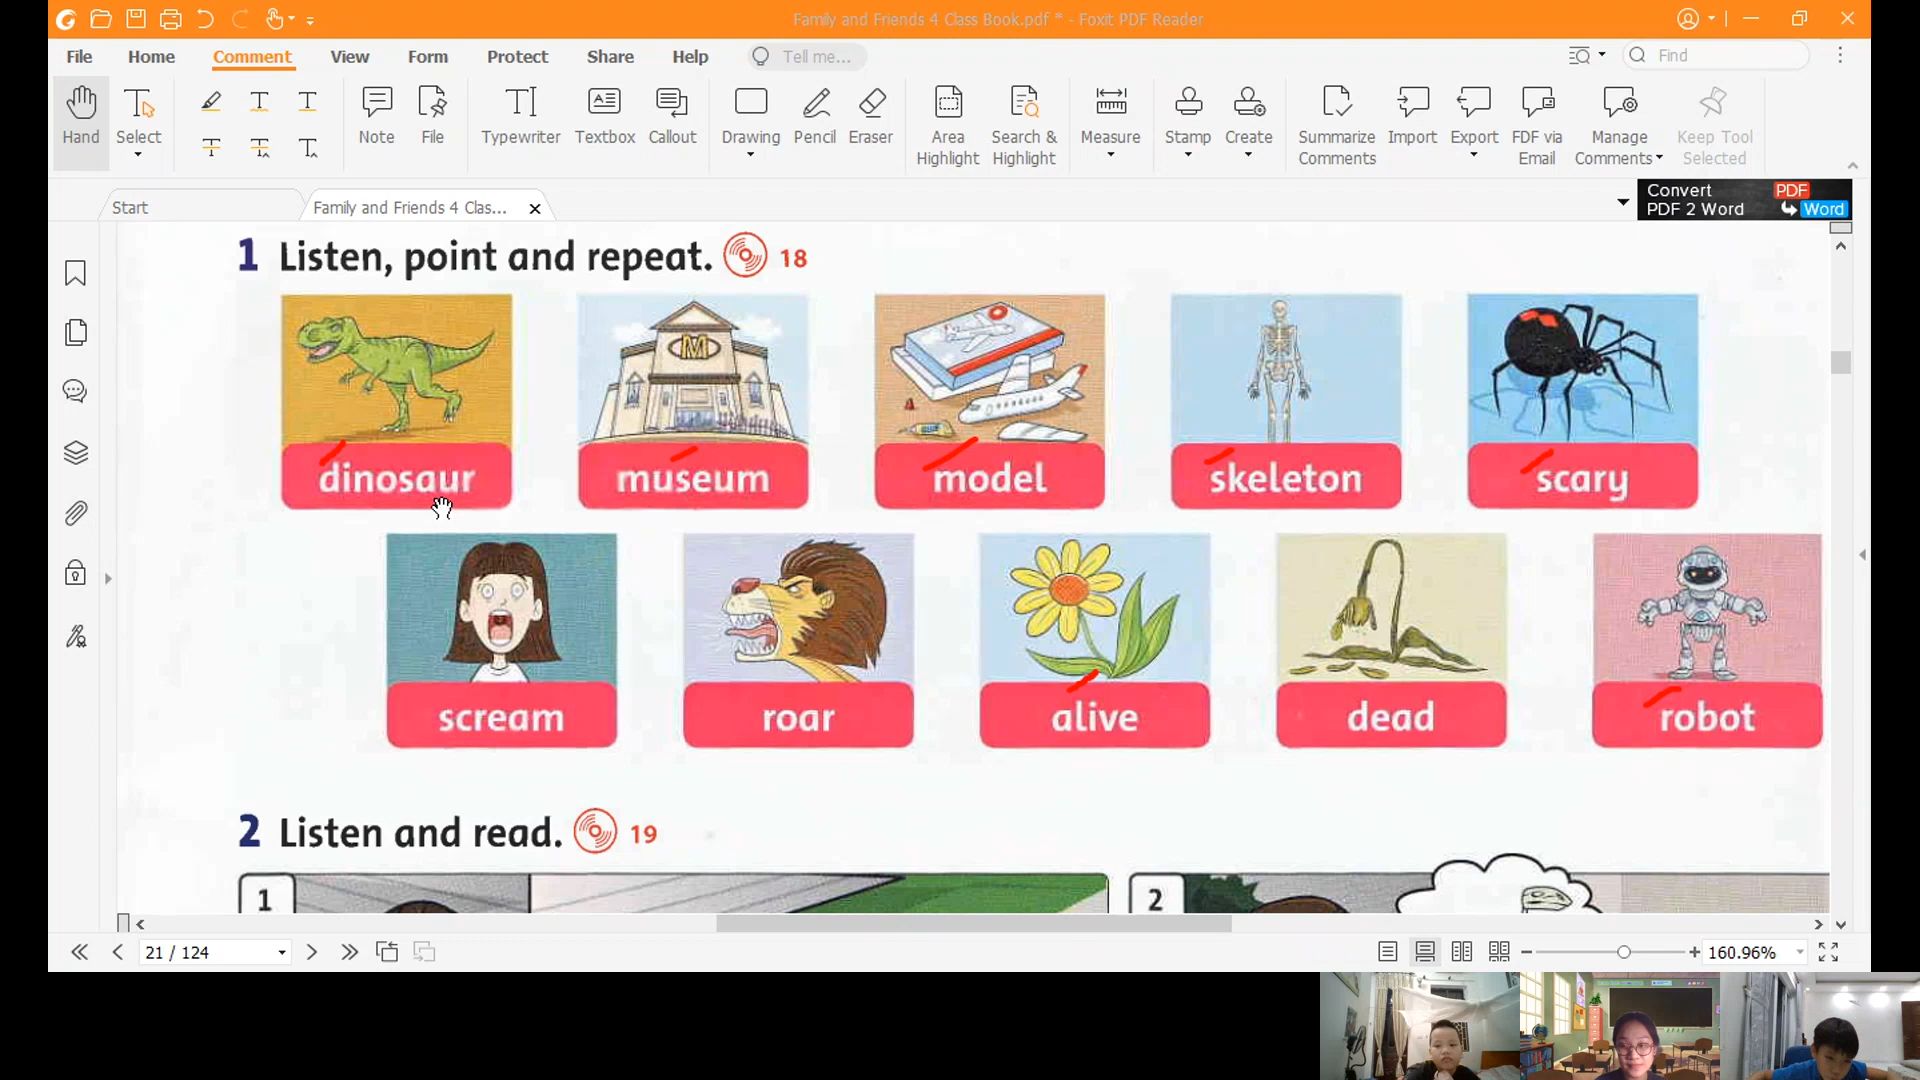 Family and Friends 4 Class Book.pdf * - Foxit PDF Reader
File Home Comment View Form Protect Share Help Tell me... Find
Hand Select Note File Typewriter Textbox Callout Drawing Pencil Eraser Area Highlight Search & Highlight Measure Stamp Create Summarize Comments Import Export FDF via Email Manage Comments Keep Tool Selected
Start Family and Friends 4 Clas...
Convert PDF
PDF 2 Word Word
1 Listen, point and repeat. 18
M
dinosaur museum model skeleton scary
scream roar alive dead robot
2 Listen and read. 19
1 2
21 / 124 160.96%